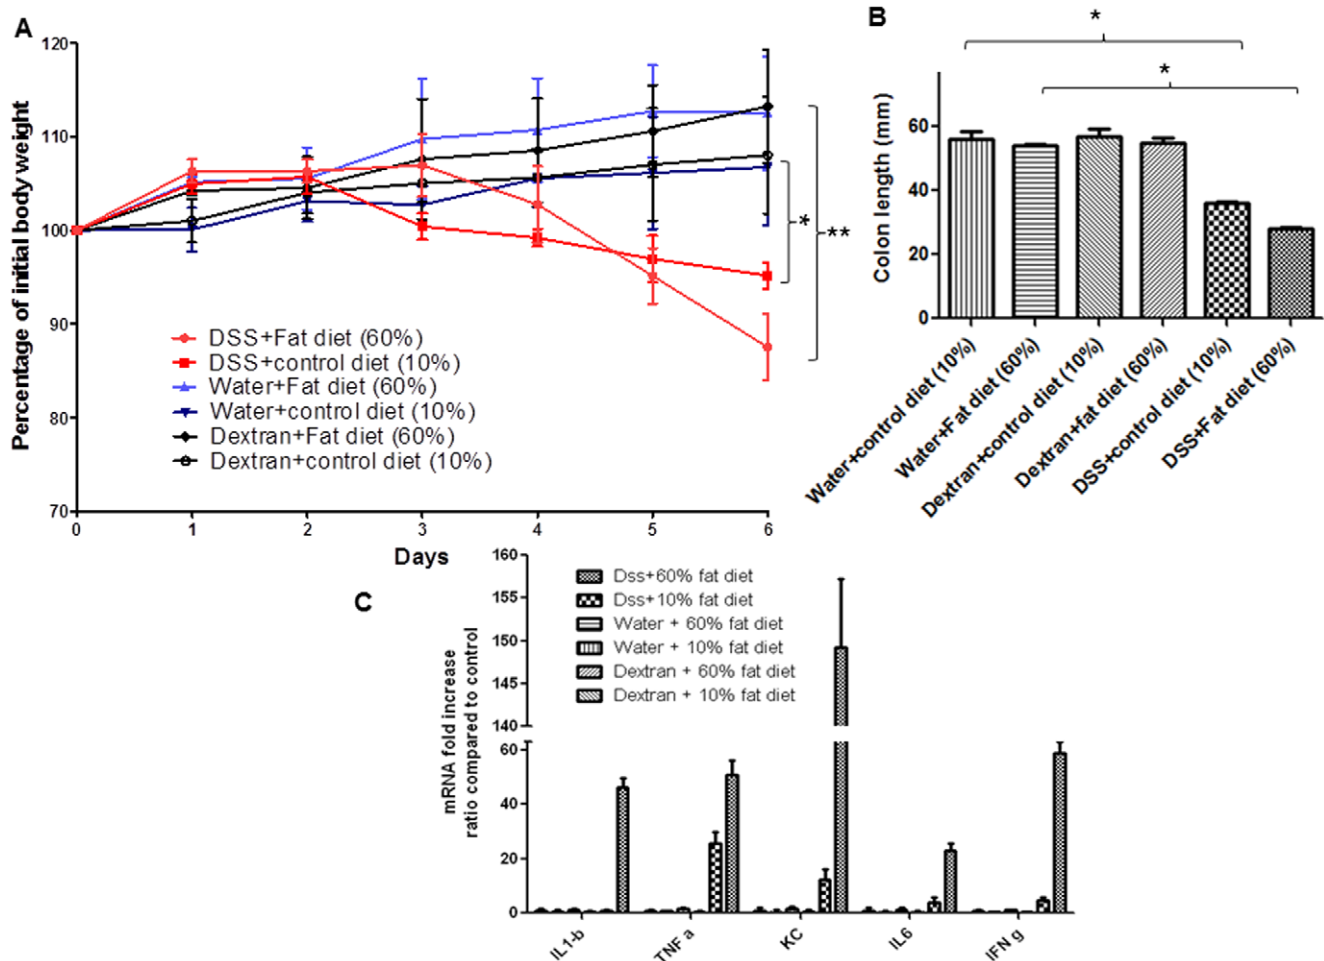 A
Percentage of initial body weight
120
110
100
90
80
70
0 1 2 3 4 5 6
Days
DSS+Fat diet (60%)
DSS+control diet (10%)
Water+Fat diet (60%)
Water+control diet (10%)
Dextran+Fat diet (60%)
Dextran+control diet (10%)
*
**
B
*
*
Colon length (mm)
60
40
20
0
Water+control diet (10%)
Water+Fat diet (60%)
Dextran+control diet (10%)
Dextran+fat diet (60%)
DSS+control diet (10%)
DSS+Fat diet (60%)
C
mRNA fold increase
ratio compared to control
160
155
150
145
140
60
40
20
0
Dss+60% fat diet
Dss+10% fat diet
Water + 60% fat diet
Water + 10% fat diet
Dextran + 60% fat diet
Dextran + 10% fat diet
IL1-b
TNF a
KC
IL6
IFN g